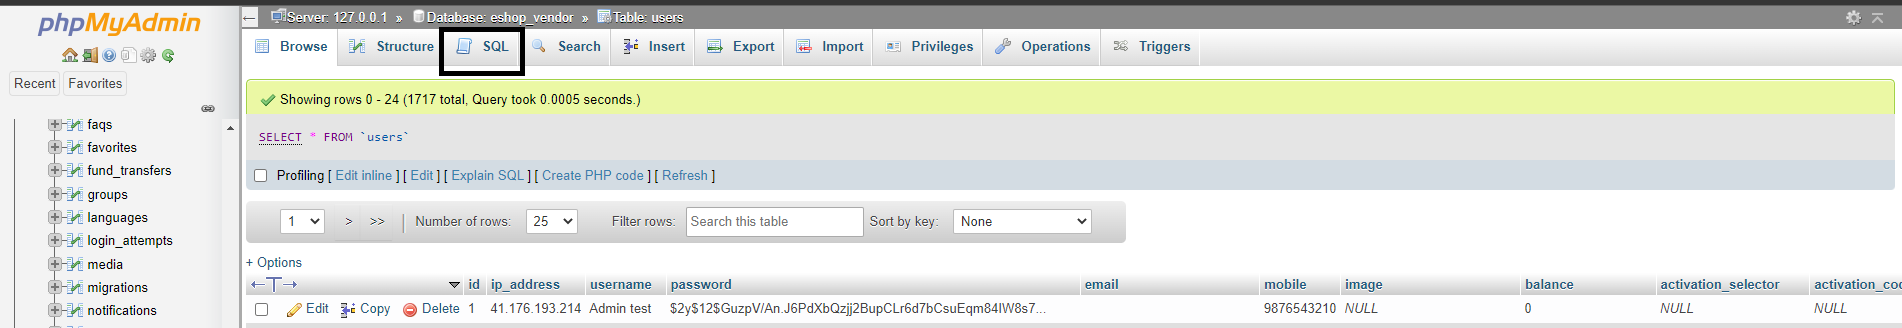 phpMyAdmin
Recent Favorites
faqs
favorites
fund_transfers
groups
languages
login_attempts
media
migrations
notifications
Server: 127.0.0.1 » Database: eshop_vendor » Table: users
Browse Structure SQL Search Insert Export Import Privileges Operations Triggers
Showing rows 0 - 24 (1717 total, Query took 0.0005 seconds.)
SELECT * FROM `users`
Profiling [ Edit inline ] [ Edit ] [ Explain SQL ] [ Create PHP code ] [ Refresh ]
1 > >> Number of rows: 25 Filter rows: Search this table Sort by key: None
+ Options
id ip_address username password email mobile image balance activation_selector activation_cod
Edit Copy Delete 1 41.176.193.214 Admin test $2y$12$GuzpV/An.J6PdXbQzjj2BupCLr6d7bCsuEqm84IW8s7... 9876543210 NULL 0 NULL NULL